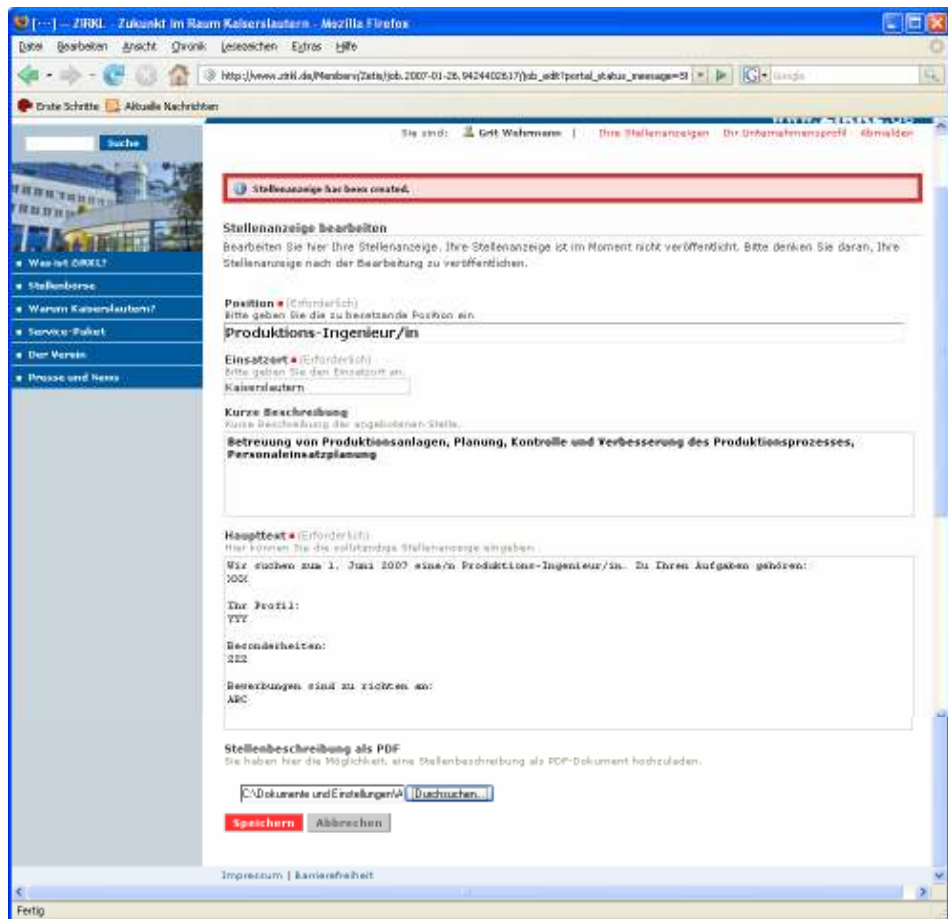 [...] — ZIRKL - Zukunkt im Raum Kaiserslautern - Mozilla Firefox
Datei Bearbeiten Ansicht Chronik Lesezeichen Extras Hilfe
Google
Erste Schritte Aktuelle Nachrichten
Suche
Sie sind: Grit Wehrmann | Ihre Stellenanzeigen Ihr Unternehmensprofil Abmelden
Stellenanzeige has been created.
Stellenanzeige bearbeiten
Bearbeiten Sie hier Ihre Stellenanzeige. Ihre Stellenanzeige ist im Moment nicht veröffentlicht. Bitte denken Sie daran, Ihre
Stellenanzeige nach der Bearbeitung zu veröffentlichen.
Was ist ZIRKL?
Stellenbörse
Warum Kaiserslautern?
Service-Paket
Der Verein
Presse und News
Position (Erforderlich)
Bitte geben Sie die zu besetzende Position ein
Produktions-Ingenieur/in
Einsatzort (Erforderlich)
Bitte geben Sie den Einsatzort an.
Kaiserslautern
Kurze Beschreibung
Kurze Beschreibung der angebotenen Stelle.
Betreuung von Produktionsanlagen, Planung, Kontrolle und Verbesserung des Produktionsprozesses,
Personaleinsatzplanung
Haupttext (Erforderlich)
Hier können Sie die vollständige Stellenanzeige eingeben
Wir suchen zum 1. Juni 2007 eine/n Produktions-Ingenieur/in. Zu Ihren Aufgaben gehören:
XXX
Ihr Profil:
YYY
Besonderheiten:
ZZZ
Bewerbungen sind zu richten an:
ABC
Stellenbeschreibung als PDF
Sie haben hier die Möglichkeit, eine Stellenbeschreibung als PDF-Dokument hochzuladen.
C:\Dokumente und Einstellungen\A Durchsuchen...
Speichern Abbrechen
Impressum | Barrierefreiheit
Fertig